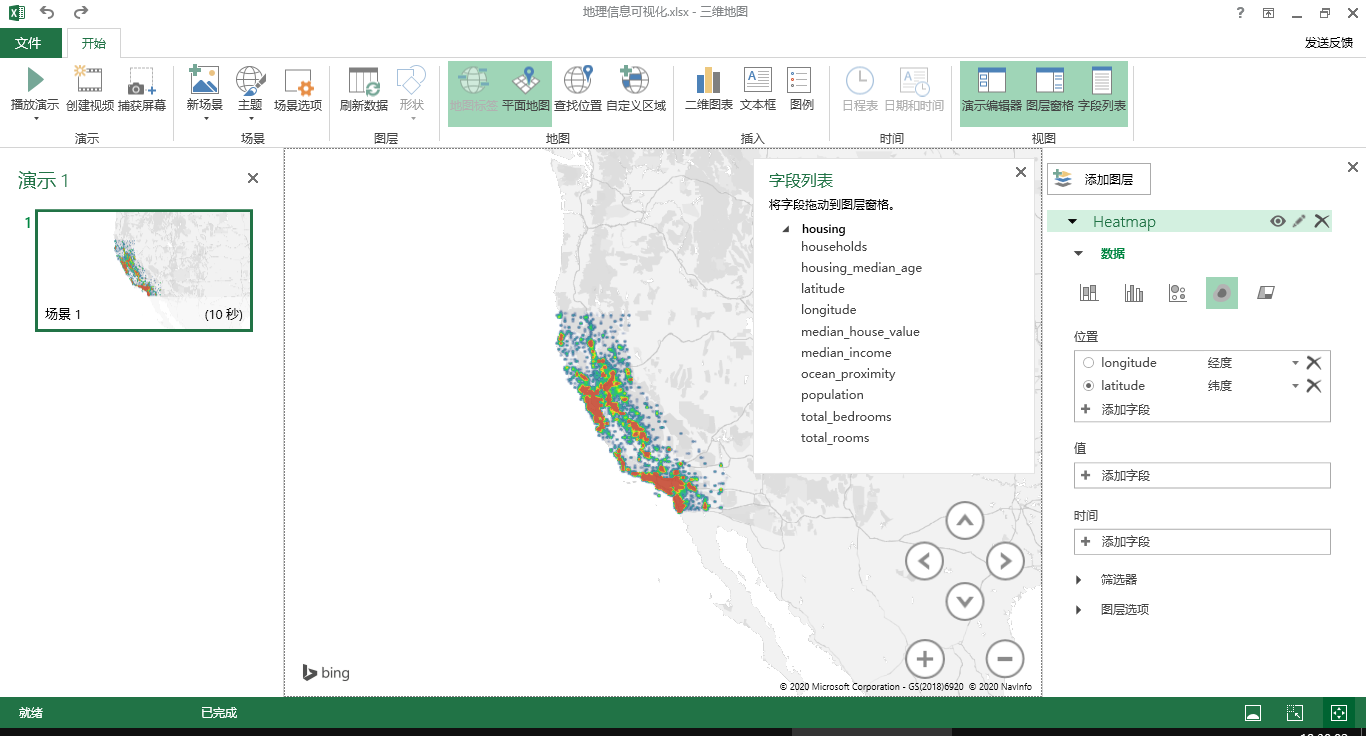 地理信息可视化.xlsx - 三维地图
文件
开始
发送反馈
播放演示
创建视频
捕获屏幕
演示
新场景
主题
场景选项
场景
刷新数据
形状
图层
地图标签
平面地图
查找位置
自定义区域
地图
二维图表
文本框
图例
插入
日程表
日期和时间
时间
演示编辑器
图层窗格
字段列表
视图
演示 1
1
场景 1
(10 秒)
字段列表
将字段拖动到图层窗格。
housing
households
housing_median_age
latitude
longitude
median_house_value
median_income
ocean_proximity
population
total_bedrooms
total_rooms
bing
© 2020 Microsoft Corporation - GS(2018)6920 © 2020 NavInfo
添加图层
Heatmap
数据
位置
longitude 经度
latitude 纬度
添加字段
值
添加字段
时间
添加字段
筛选器
图层选项
就绪
已完成